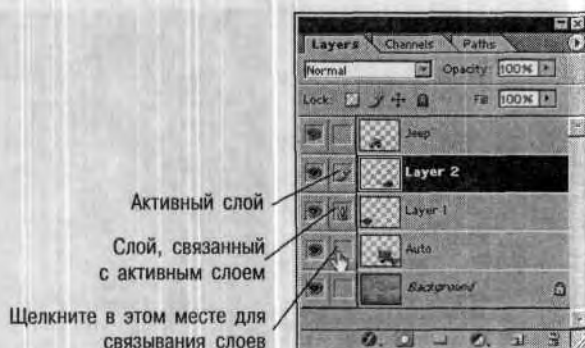 Layers Channels Paths
Normal Opacity: 100%
Lock: Fill 100%
Jeep
Layer 2
Layer 1
Auto
Background
Активный слой
Слой, связанный
с активным слоем
Щелкните в этом месте для
связывания слоев